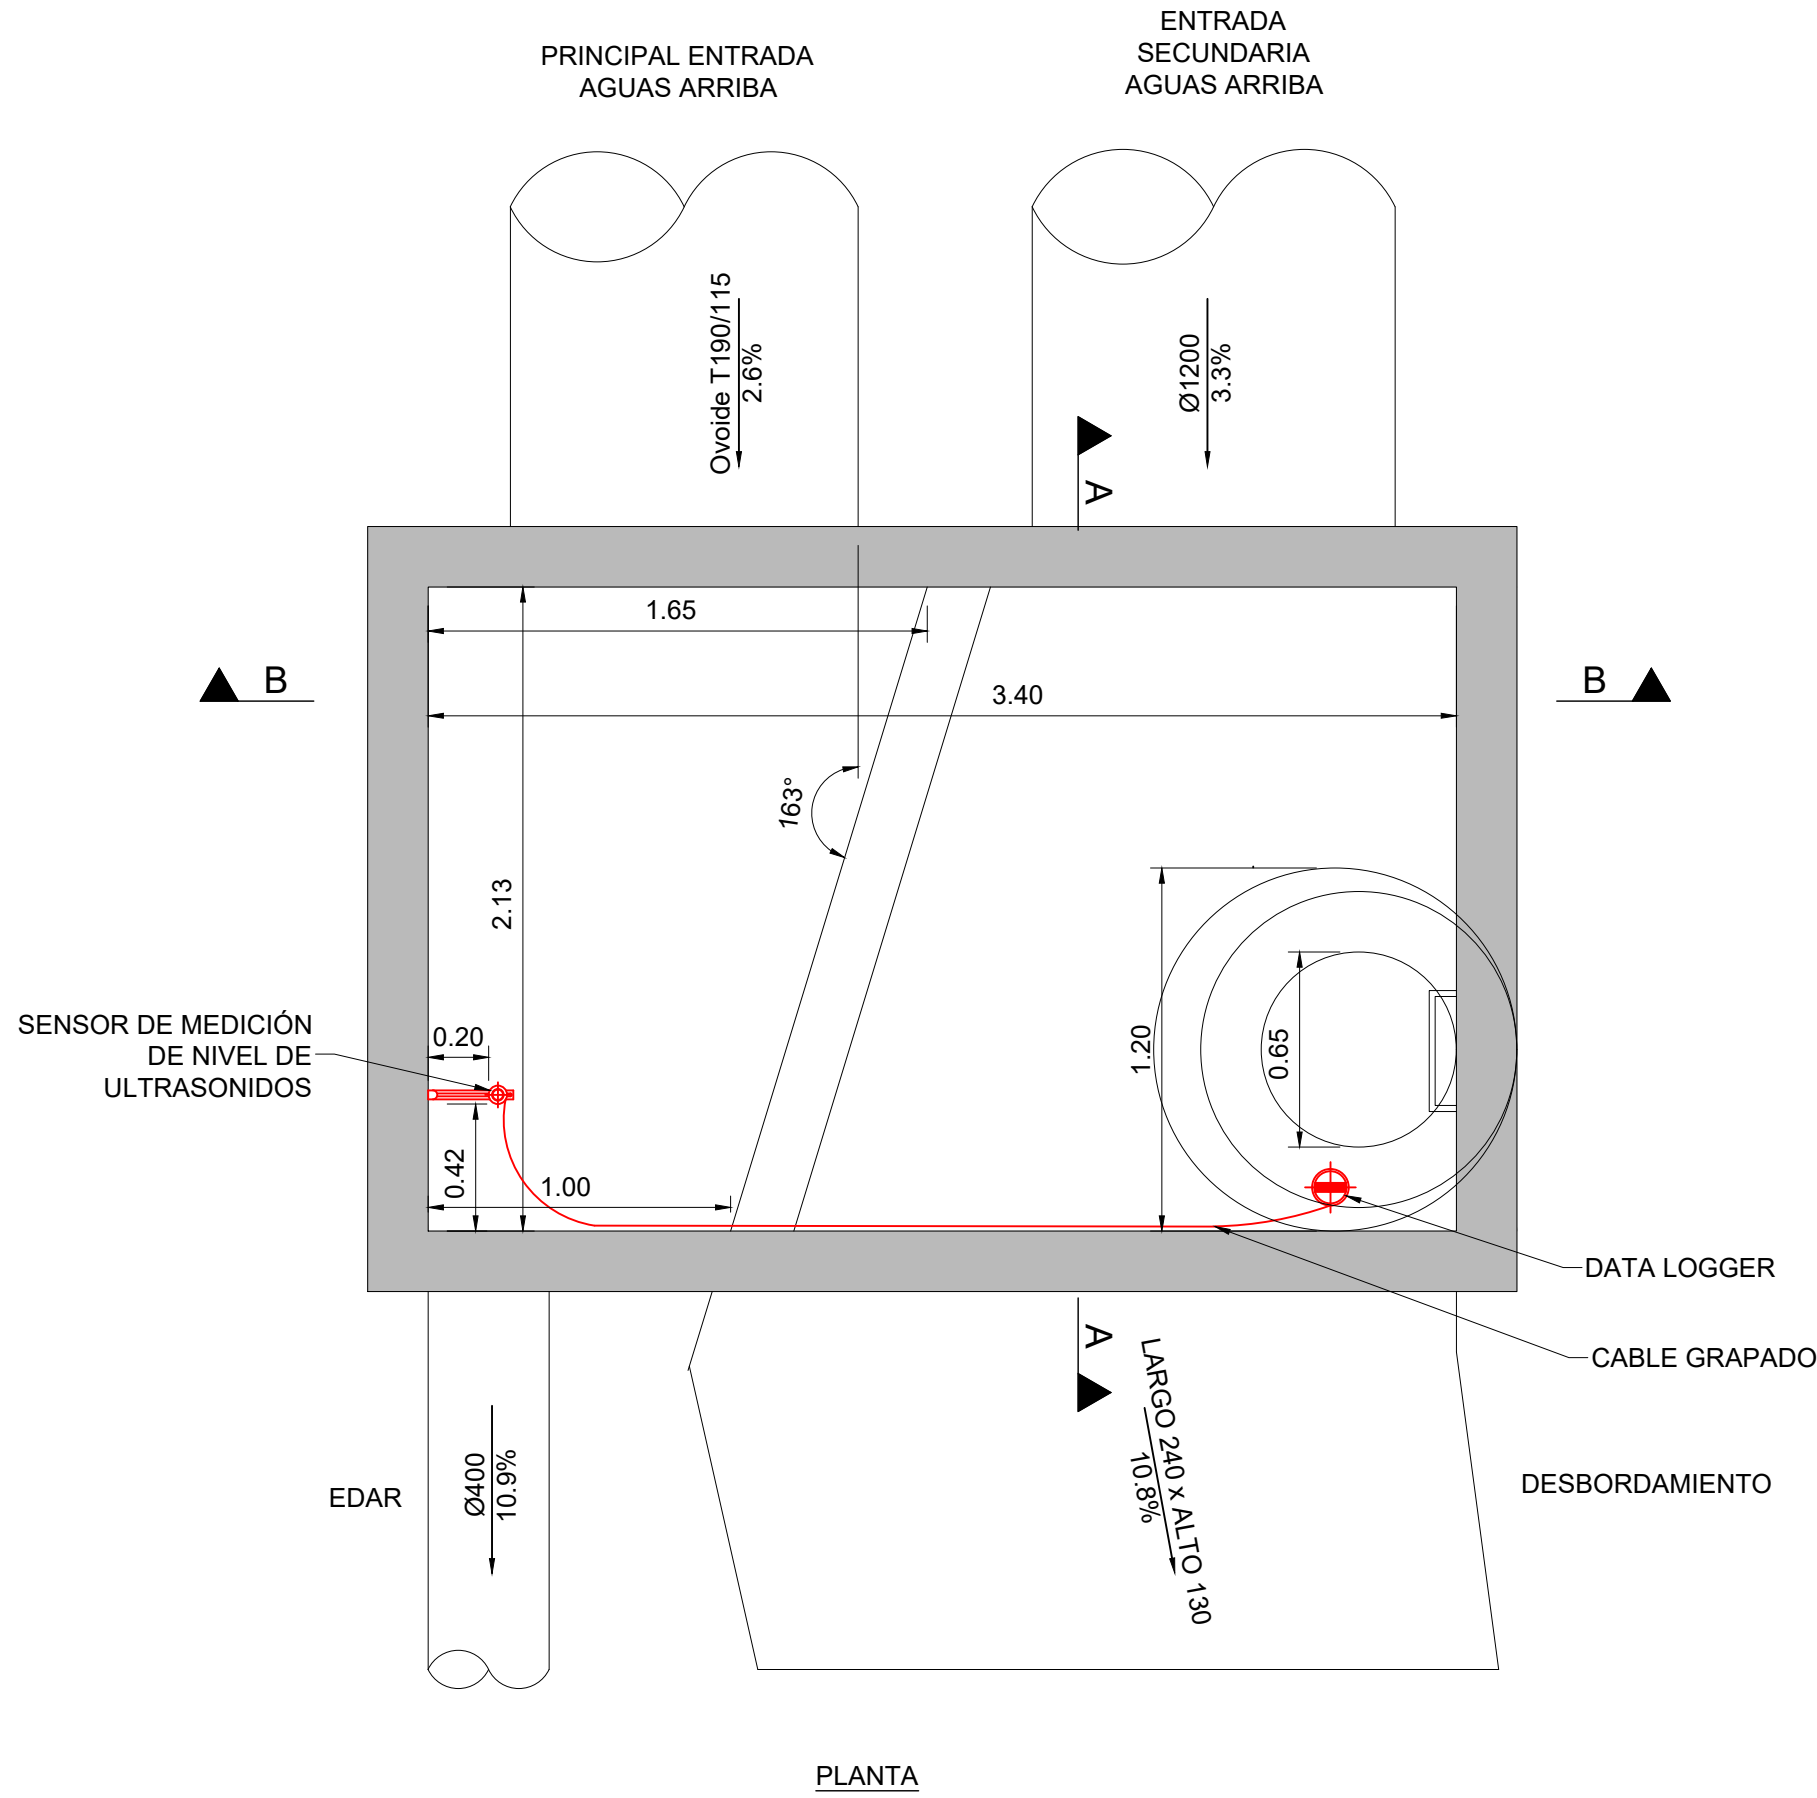 PRINCIPAL ENTRADA
AGUAS ARRIBA
ENTRADA
SECUNDARIA
AGUAS ARRIBA
Ovoide T190/115
2.6%
Ø1200
3.3%
A
1.65
B
3.40
B
163°
2.13
SENSOR DE MEDICIÓN
DE NIVEL DE
ULTRASONIDOS
0.20
0.42
1.00
1.20
0.65
DATA LOGGER
CABLE GRAPADO
A
EDAR
Ø400
10.9%
LARGO 240 x ALTO 130
10.8%
DESBORDAMIENTO
PLANTA